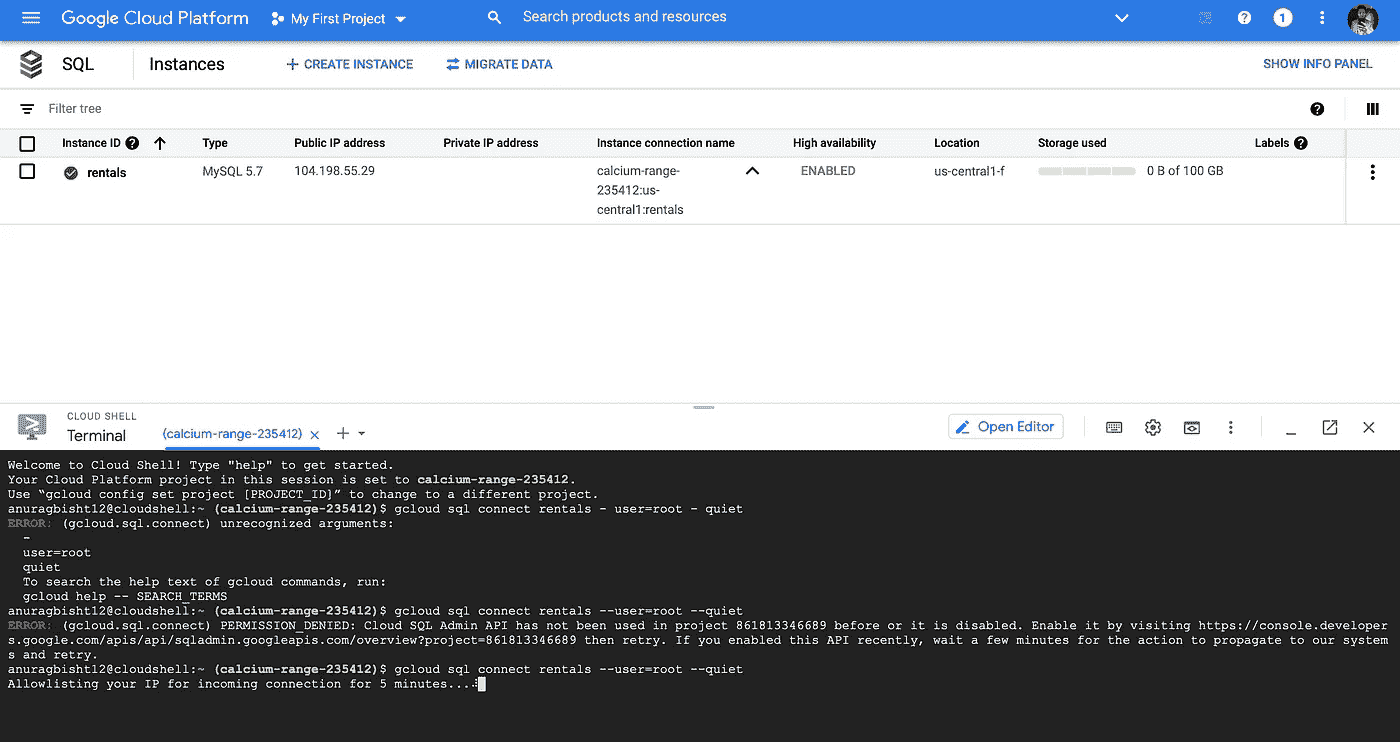 Google Cloud Platform My First Project Search products and resources 1
SQL Instances CREATE INSTANCE MIGRATE DATA SHOW INFO PANEL
Filter tree
Instance ID Type Public IP address Private IP address Instance connection name High availability Location Storage used Labels
rentals MySQL 5.7 104.198.55.29 calcium-range- ENABLED us-central1-f 0 B of 100 GB
235412:us-
central1:rentals
CLOUD SHELL
Terminal (calcium-range-235412) Open Editor
Welcome to Cloud Shell! Type "help" to get started.
Your Cloud Platform project in this session is set to calcium-range-235412.
Use “gcloud config set project [PROJECT_ID]” to change to a different project.
anuragbisht12@cloudshell:~ (calcium-range-235412)$ gcloud sql connect rentals - user=root - quiet
ERROR: (gcloud.sql.connect) unrecognized arguments:
-
user=root
quiet
To search the help text of gcloud commands, run:
gcloud help -- SEARCH_TERMS
anuragbisht12@cloudshell:~ (calcium-range-235412)$ gcloud sql connect rentals --user=root --quiet
ERROR: (gcloud.sql.connect) PERMISSION_DENIED: Cloud SQL Admin API has not been used in project 861813346689 before or it is disabled. Enable it by visiting https://console.developer
s.google.com/apis/api/sqladmin.googleapis.com/overview?project=861813346689 then retry. If you enabled this API recently, wait a few minutes for the action to propagate to our system
s and retry.
anuragbisht12@cloudshell:~ (calcium-range-235412)$ gcloud sql connect rentals --user=root --quiet
Allowlisting your IP for incoming connection for 5 minutes...